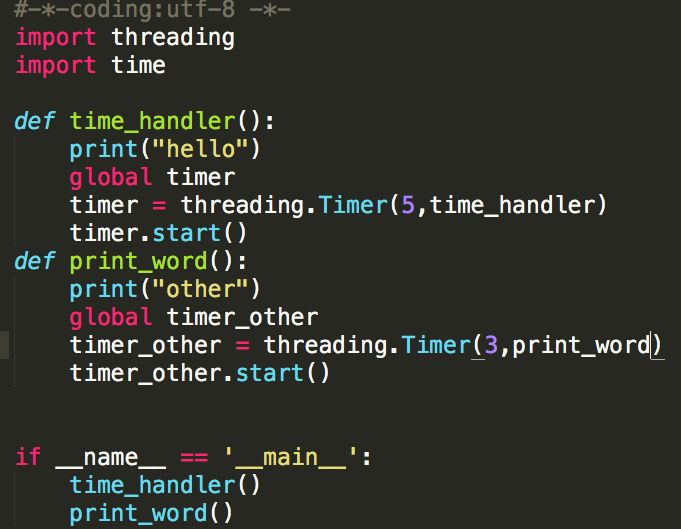 #-*-coding:utf-8 -*-
import threading
import time

def time_handler():
    print("hello")
    global timer
    timer = threading.Timer(5,time_handler)
    timer.start()
def print_word():
    print("other")
    global timer_other
    timer_other = threading.Timer(3,print_word)
    timer_other.start()


if __name__ == '__main__':
    time_handler()
    print_word()